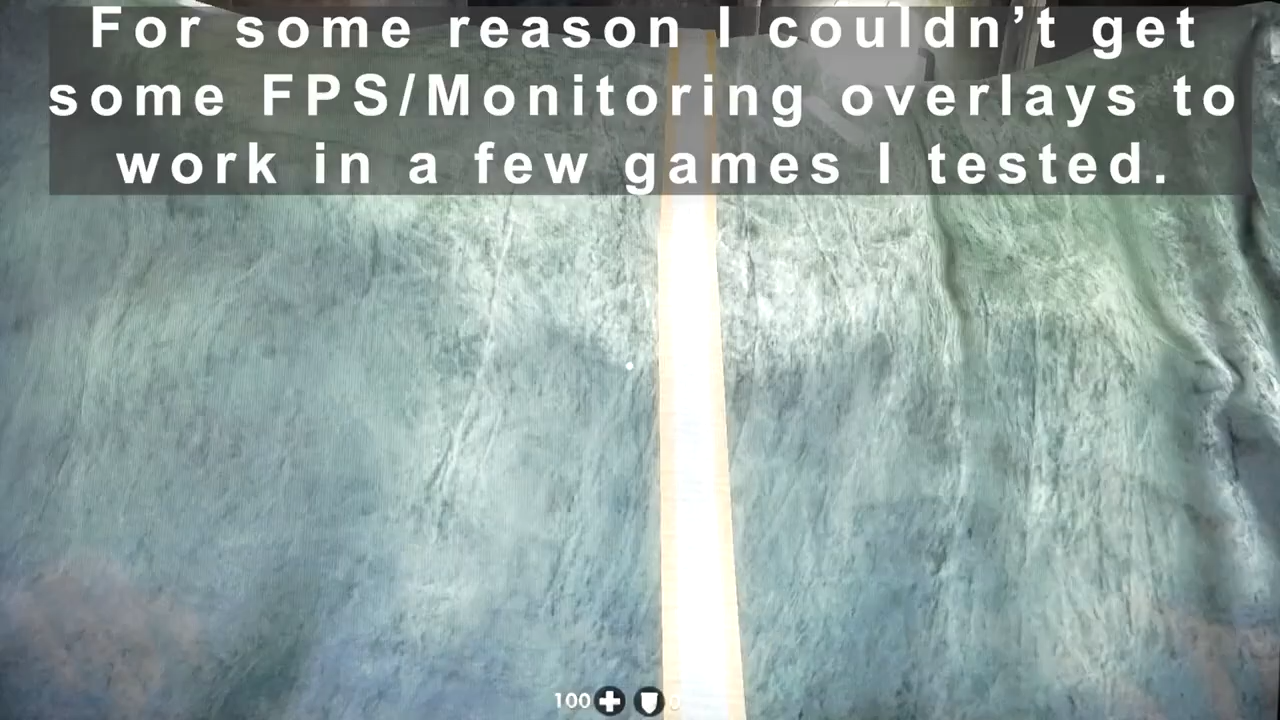 For some reason I couldn’t get
some FPS/Monitoring overlays to
work in a few games I tested.
100